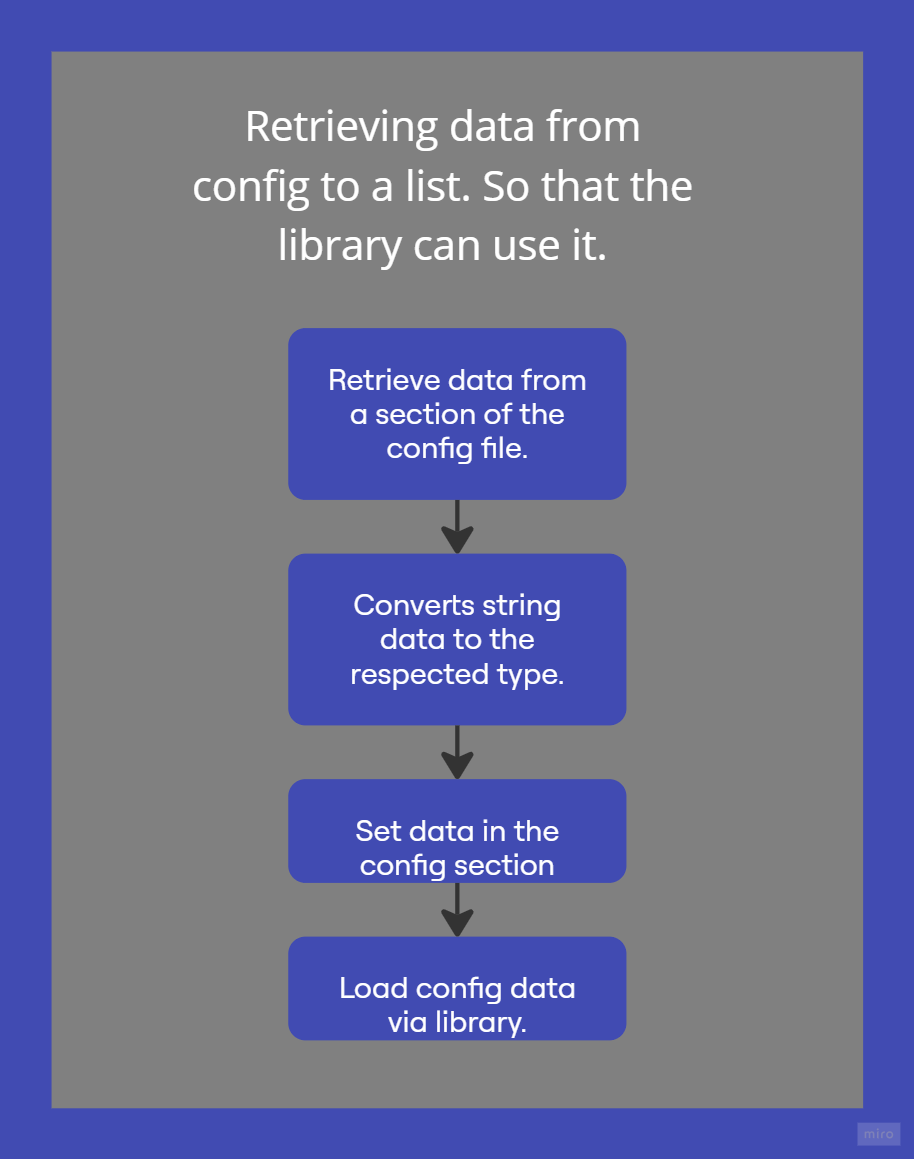 Retrieving data from
config to a list. So that the
library can use it.
Retrieve data from
a section of the
config file.
Converts string
data to the
respected type.
Set data in the
config section
Load config data
via library.
miro